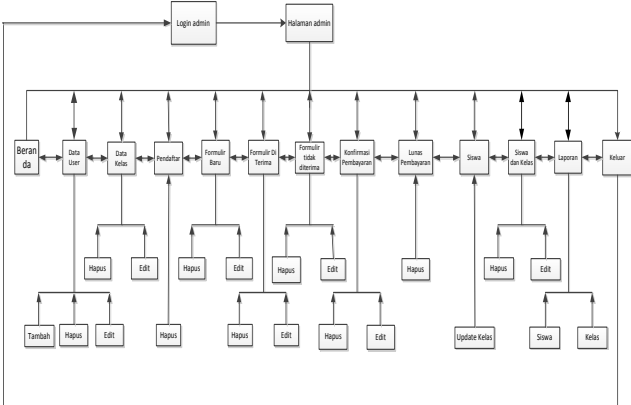 Login admin
Halaman admin
Beran
da
Data
User
Data
Kelas
Pendaftar
Formulir
Baru
Formulir Di
Terima
Formulir
tidak
diterima
Konfirmasi
Pembayaran
Lunas
Pembayaran
Siswa
Siswa
dan Kelas
Laporan
Keluar
Hapus
Edit
Hapus
Edit
Hapus
Edit
Hapus
Hapus
Edit
Tambah
Hapus
Edit
Hapus
Hapus
Edit
Hapus
Edit
Update Kelas
Siswa
Kelas